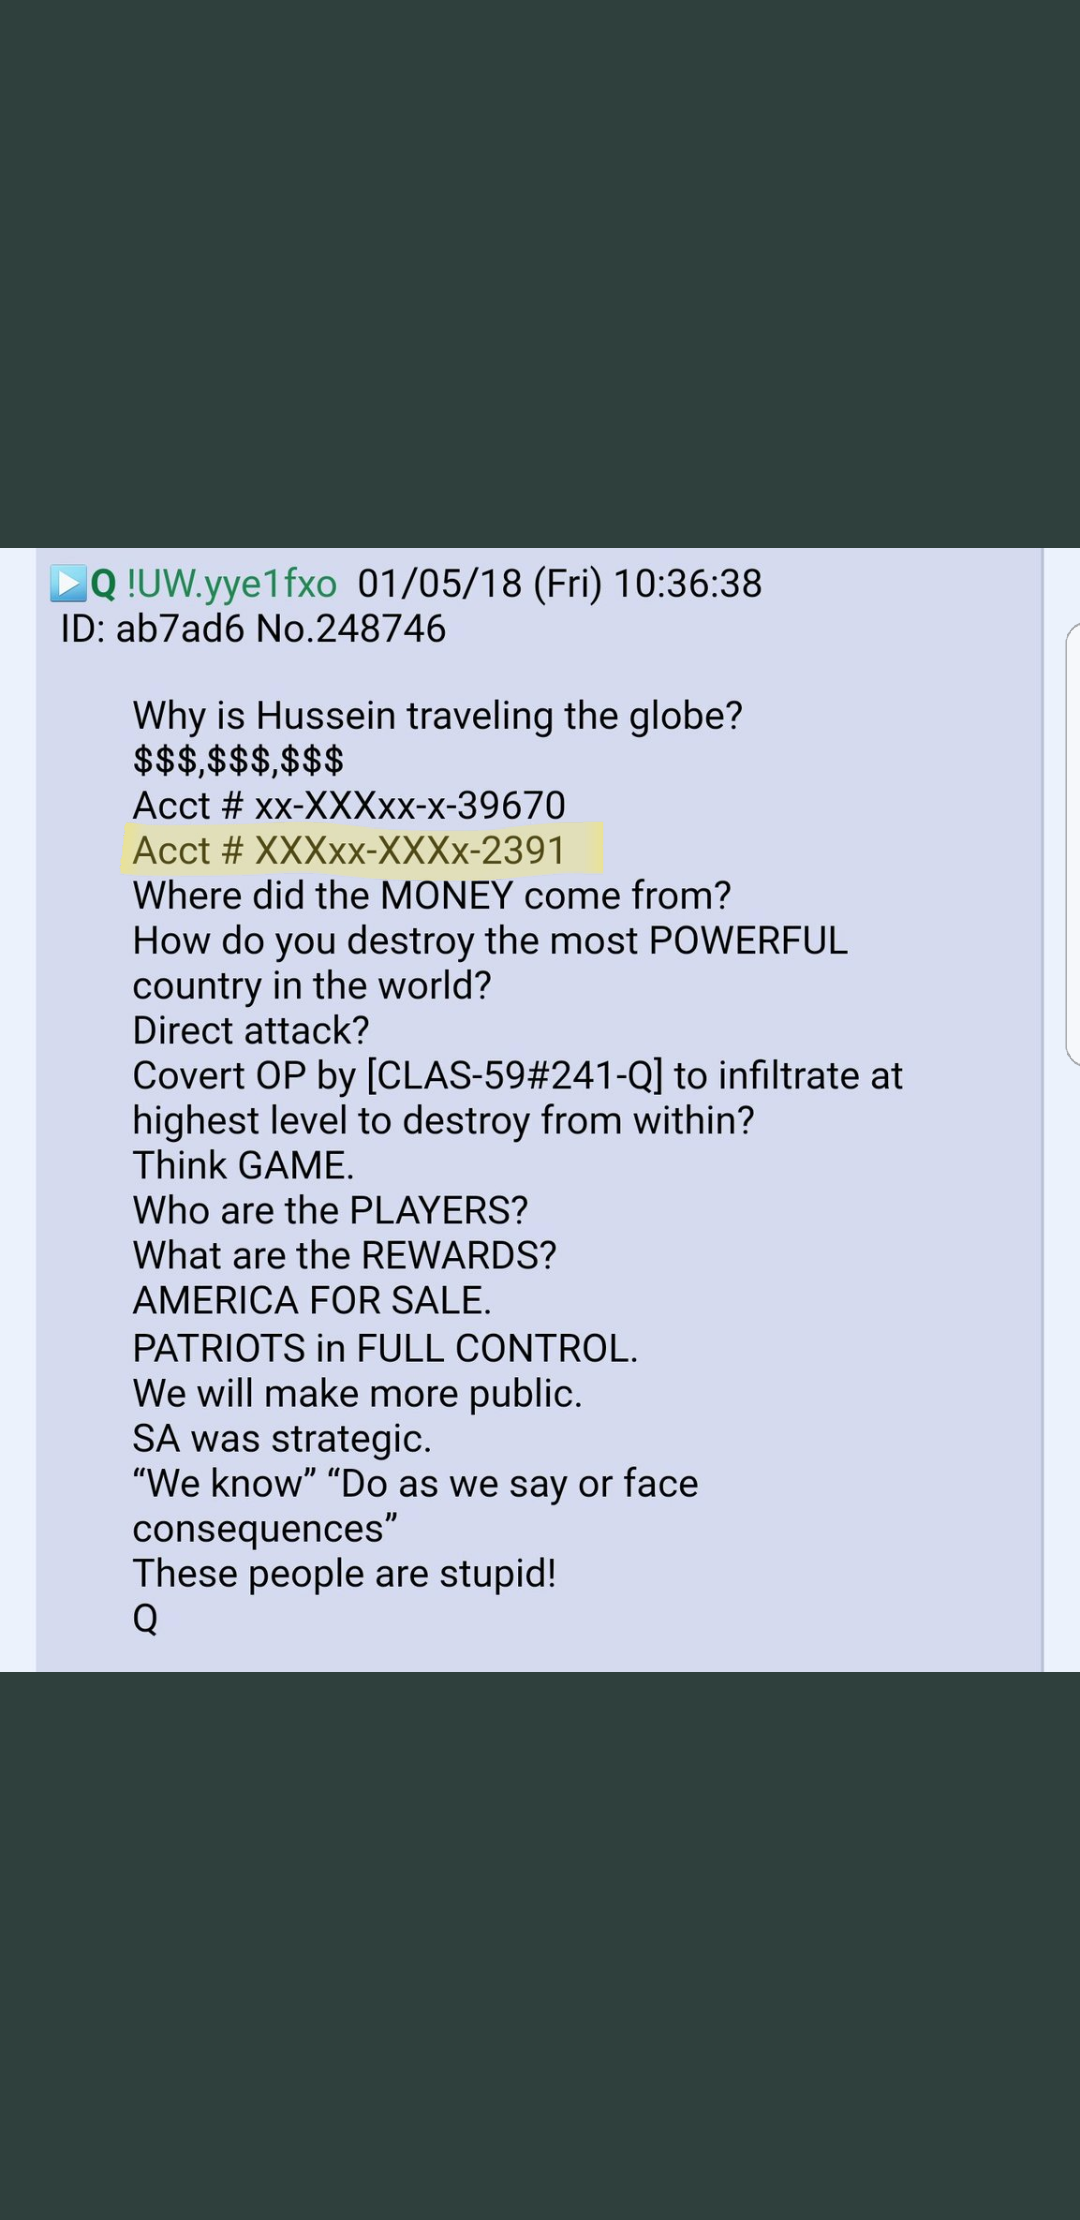 Q !UW.yye1fxo 01/05/18 (Fri) 10:36:38
ID: ab7ad6 No.248746
Why is Hussein traveling the globe?
$$$,$$$,$$$
Acct # xx-XXXxx-x-39670
Acct # XXXxx-XXXx-2391
Where did the MONEY come from?
How do you destroy the most POWERFUL
country in the world?
Direct attack?
Covert OP by [CLAS-59#241-Q] to infiltrate at
highest level to destroy from within?
Think GAME.
Who are the PLAYERS?
What are the REWARDS?
AMERICA FOR SALE.
PATRIOTS in FULL CONTROL.
We will make more public.
SA was strategic.
“We know” “Do as we say or face
consequences”
These people are stupid!
Q